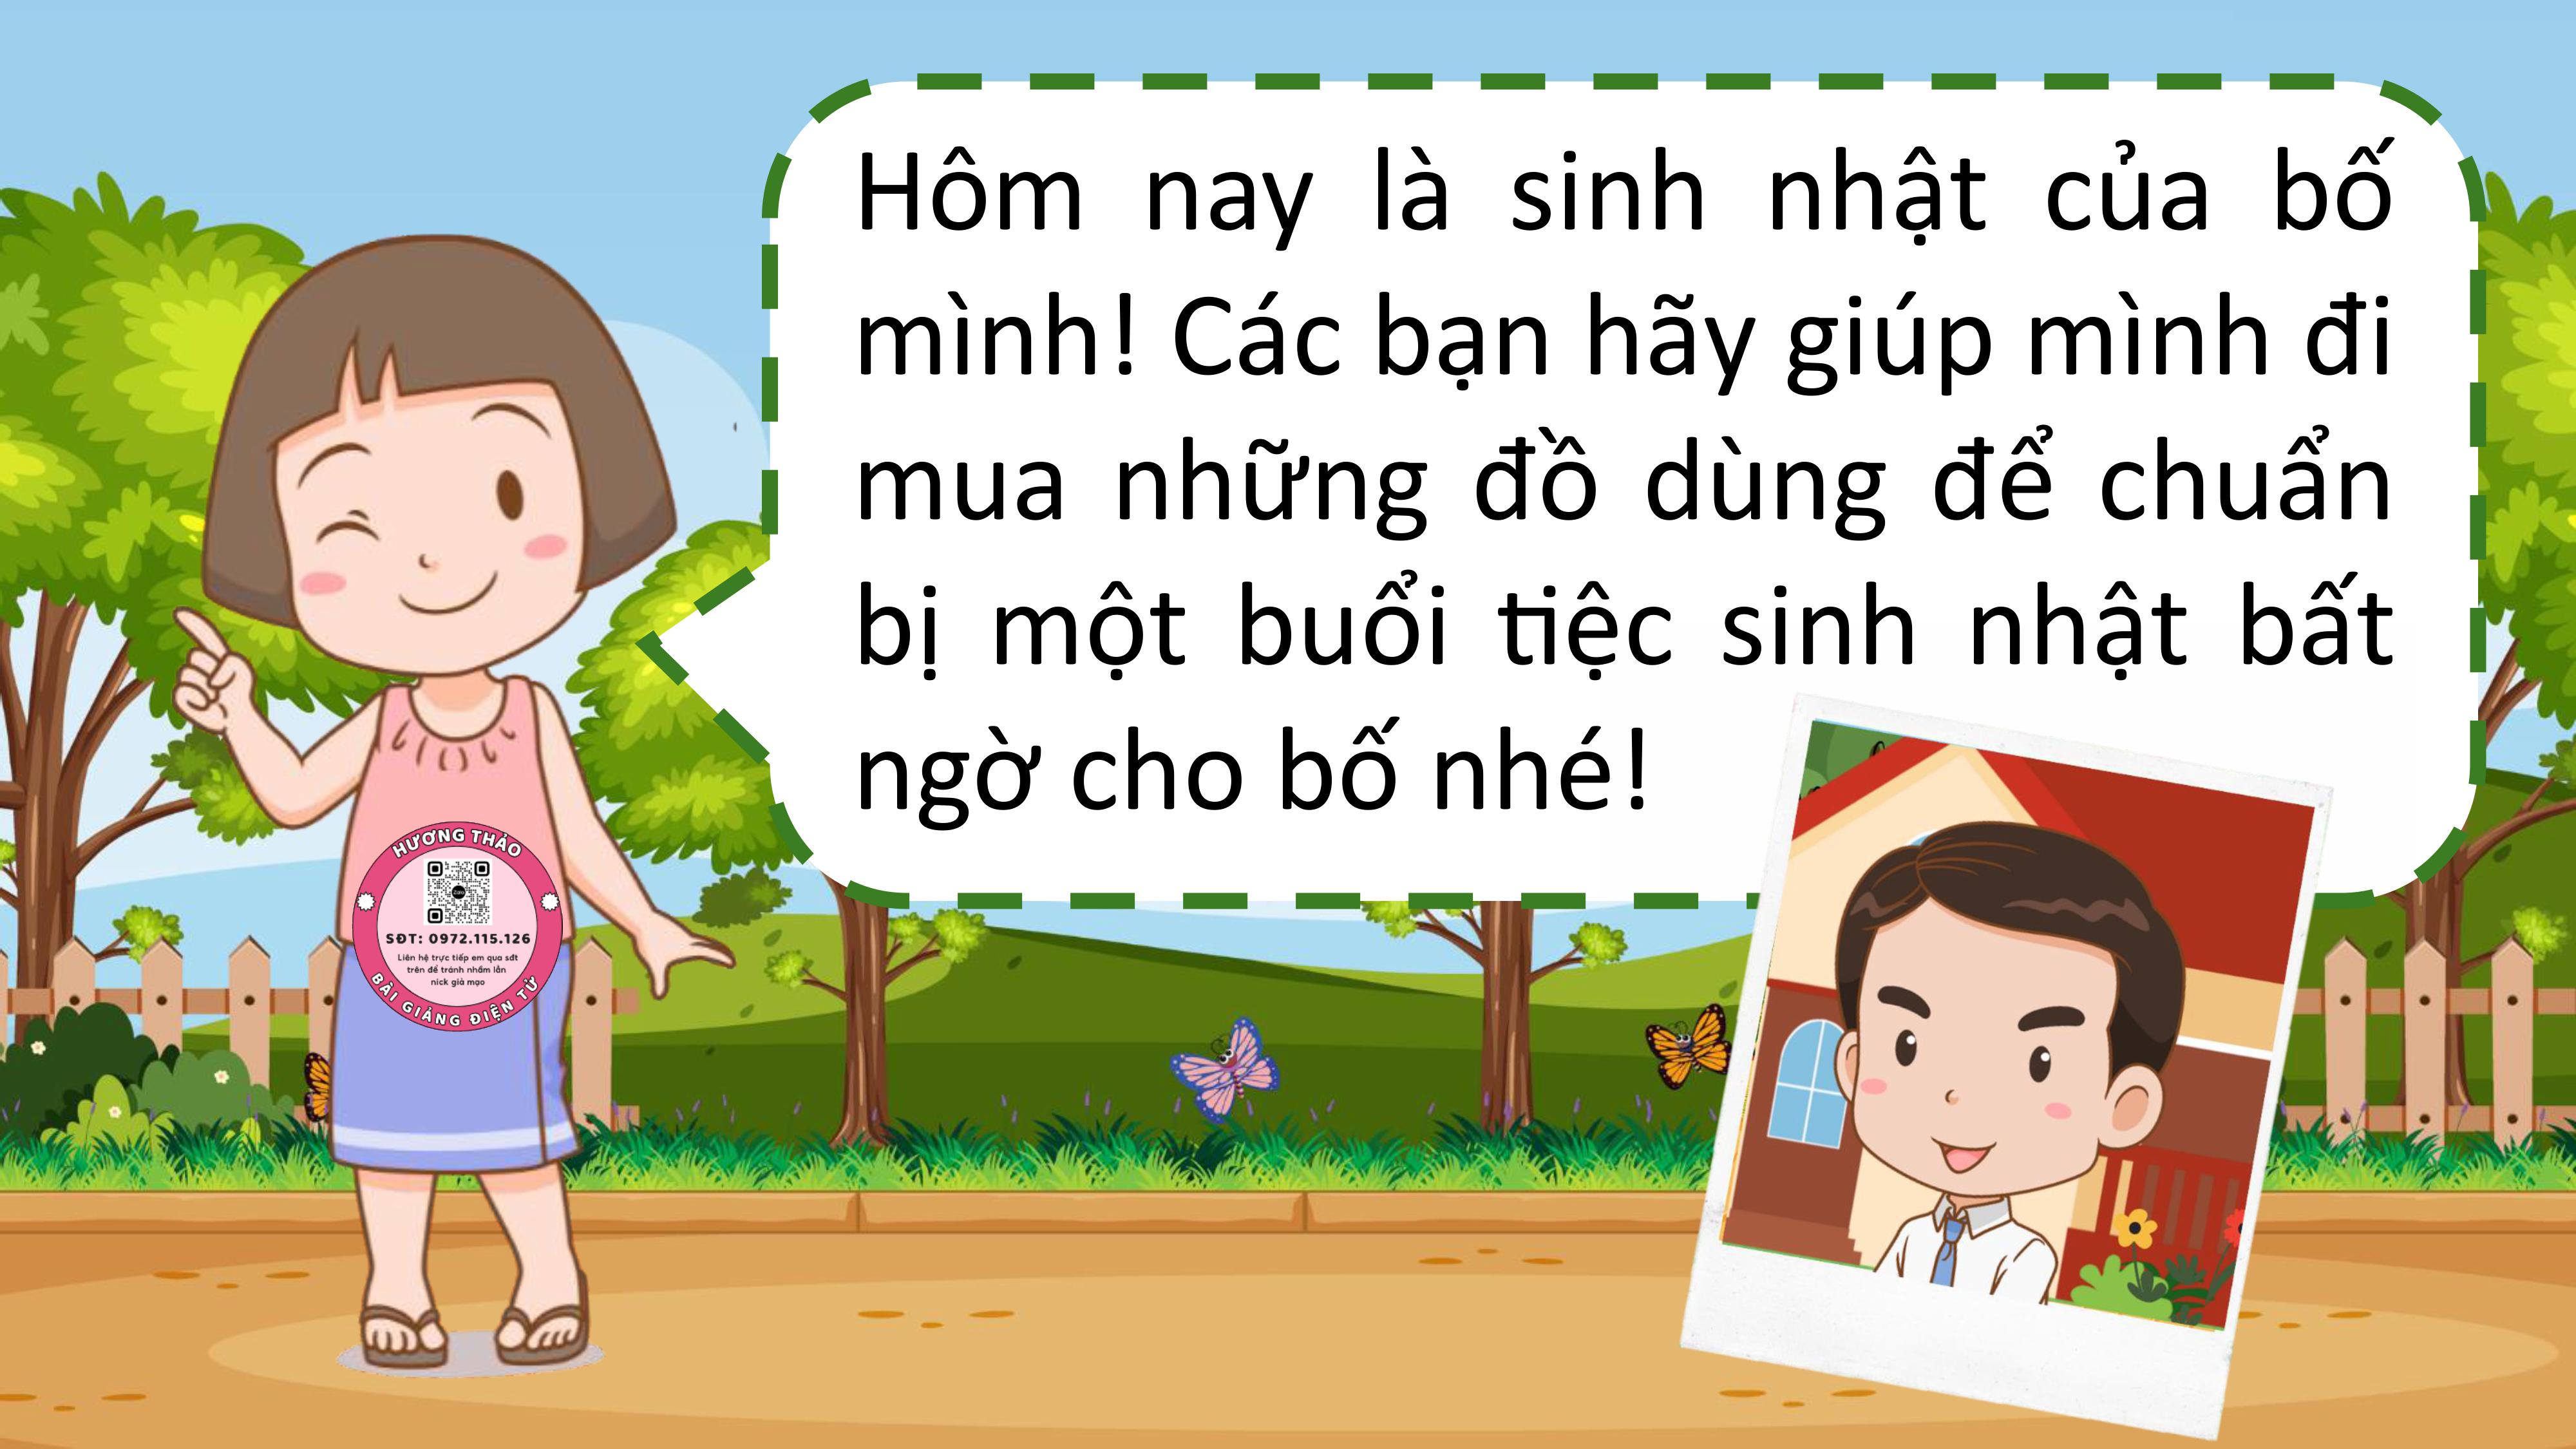 Hôm nay là sinh nhật của bố
mình! Các bạn hãy giúp mình đi
mua những đồ dùng để chuẩn
bị một buổi tiệc sinh nhật bất
ngờ cho bố nhé!
HƯƠNG THẢO
SĐT: 0972.115.126
Liên hệ trực tiếp em qua sđt
trên để tránh nhầm lẫn
nick giả mạo
BÀI GIẢNG ĐIỆN TỬ